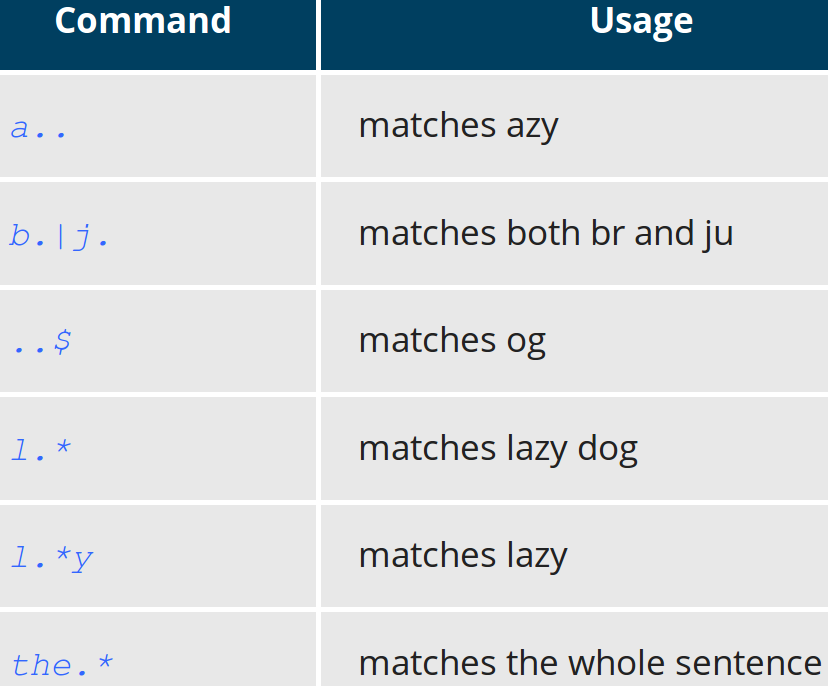 Command Usage
a.. matches azy
b.|j. matches both br and ju
..$ matches og
l.* matches lazy dog
l.*y matches lazy
the.* matches the whole sentence